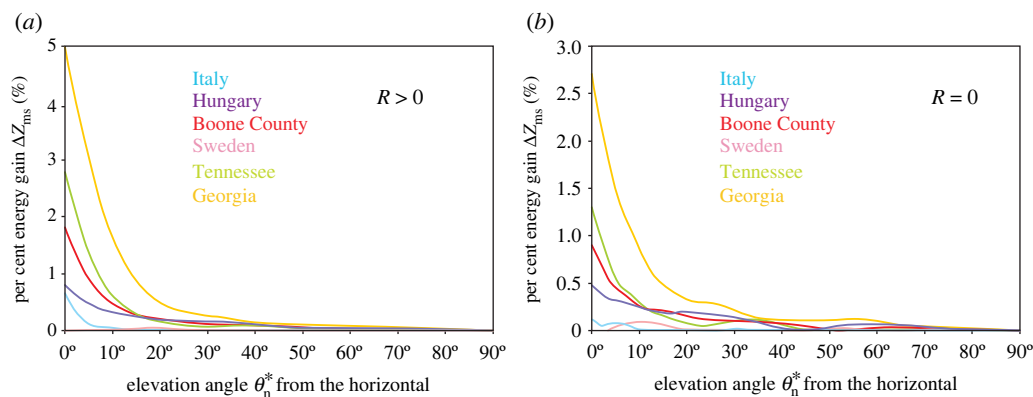 (a)
5
4
3
2
1
0
per cent energy gain ΔZms (%)
Italy
Hungary
Boone County
Sweden
Tennessee
Georgia
R > 0
0º 10º 20º 30º 40º 50º 60º 70º 80º 90º
elevation angle θ*n from the horizontal
(b)
3.0
2.5
2.0
1.5
1.0
0.5
0
per cent energy gain ΔZms (%)
Italy
Hungary
Boone County
Sweden
Tennessee
Georgia
R = 0
0º 10º 20º 30º 40º 50º 60º 70º 80º 90º
elevation angle θ*n from the horizontal